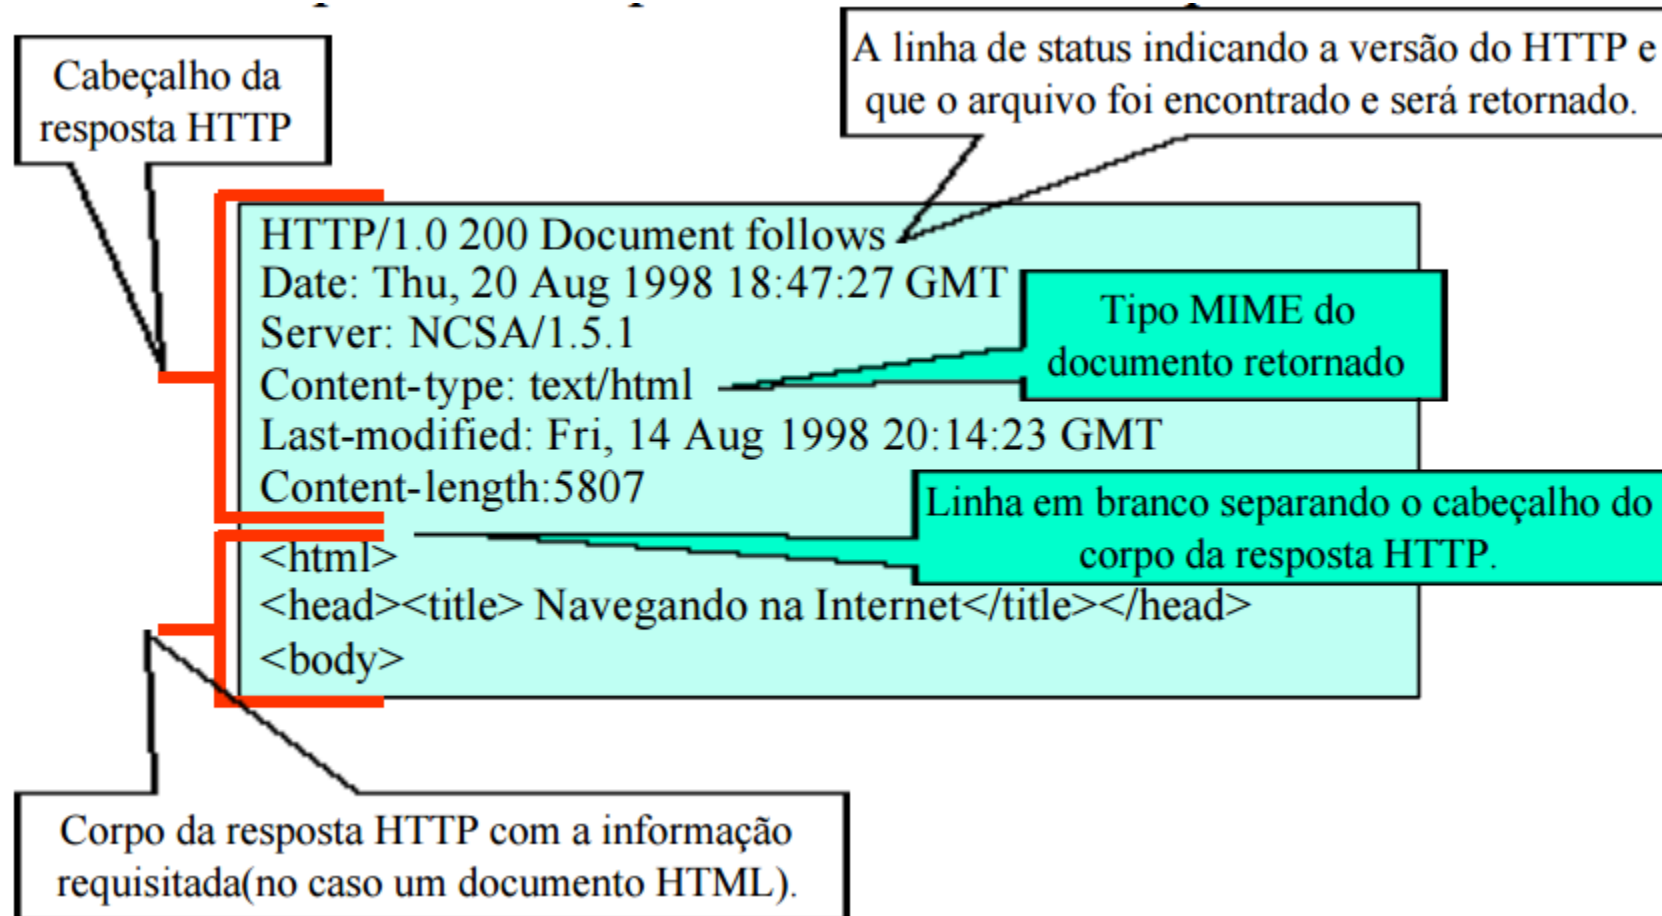 Cabeçalho da
resposta HTTP
A linha de status indicando a versão do HTTP e
que o arquivo foi encontrado e será retornado.
HTTP/1.0 200 Document follows
Date: Thu, 20 Aug 1998 18:47:27 GMT
Server: NCSA/1.5.1
Content-type: text/html
Last-modified: Fri, 14 Aug 1998 20:14:23 GMT
Content-length:5807
Tipo MIME do
documento retornado
Linha em branco separando o cabeçalho do
corpo da resposta HTTP.
<html>
<head><title> Navegando na Internet</title></head>
<body>
Corpo da resposta HTTP com a informação
requisitada(no caso um documento HTML).